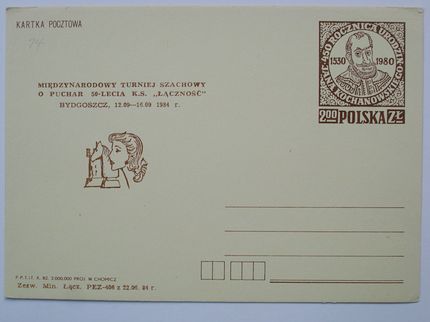 KARTKA POCZTOWA
74
450 ROCZNICA URODZIN
JANA KOCHANOWSKIEGO
1530 1980
2.00 POLSKA ZŁ
MIĘDZYNARODOWY TURNIEJ SZACHOWY
O PUCHAR 50-LECIA K.S. „ŁĄCZNOŚĆ"
BYDGOSZCZ, 12.09—16.09 1984 r.
P.P.T.I.T. A. 82. 2.000.000 PROJ. W. CHOMICZ
Zezw. Min. Łącz. PEZ-406 z 22.06. 84 r.